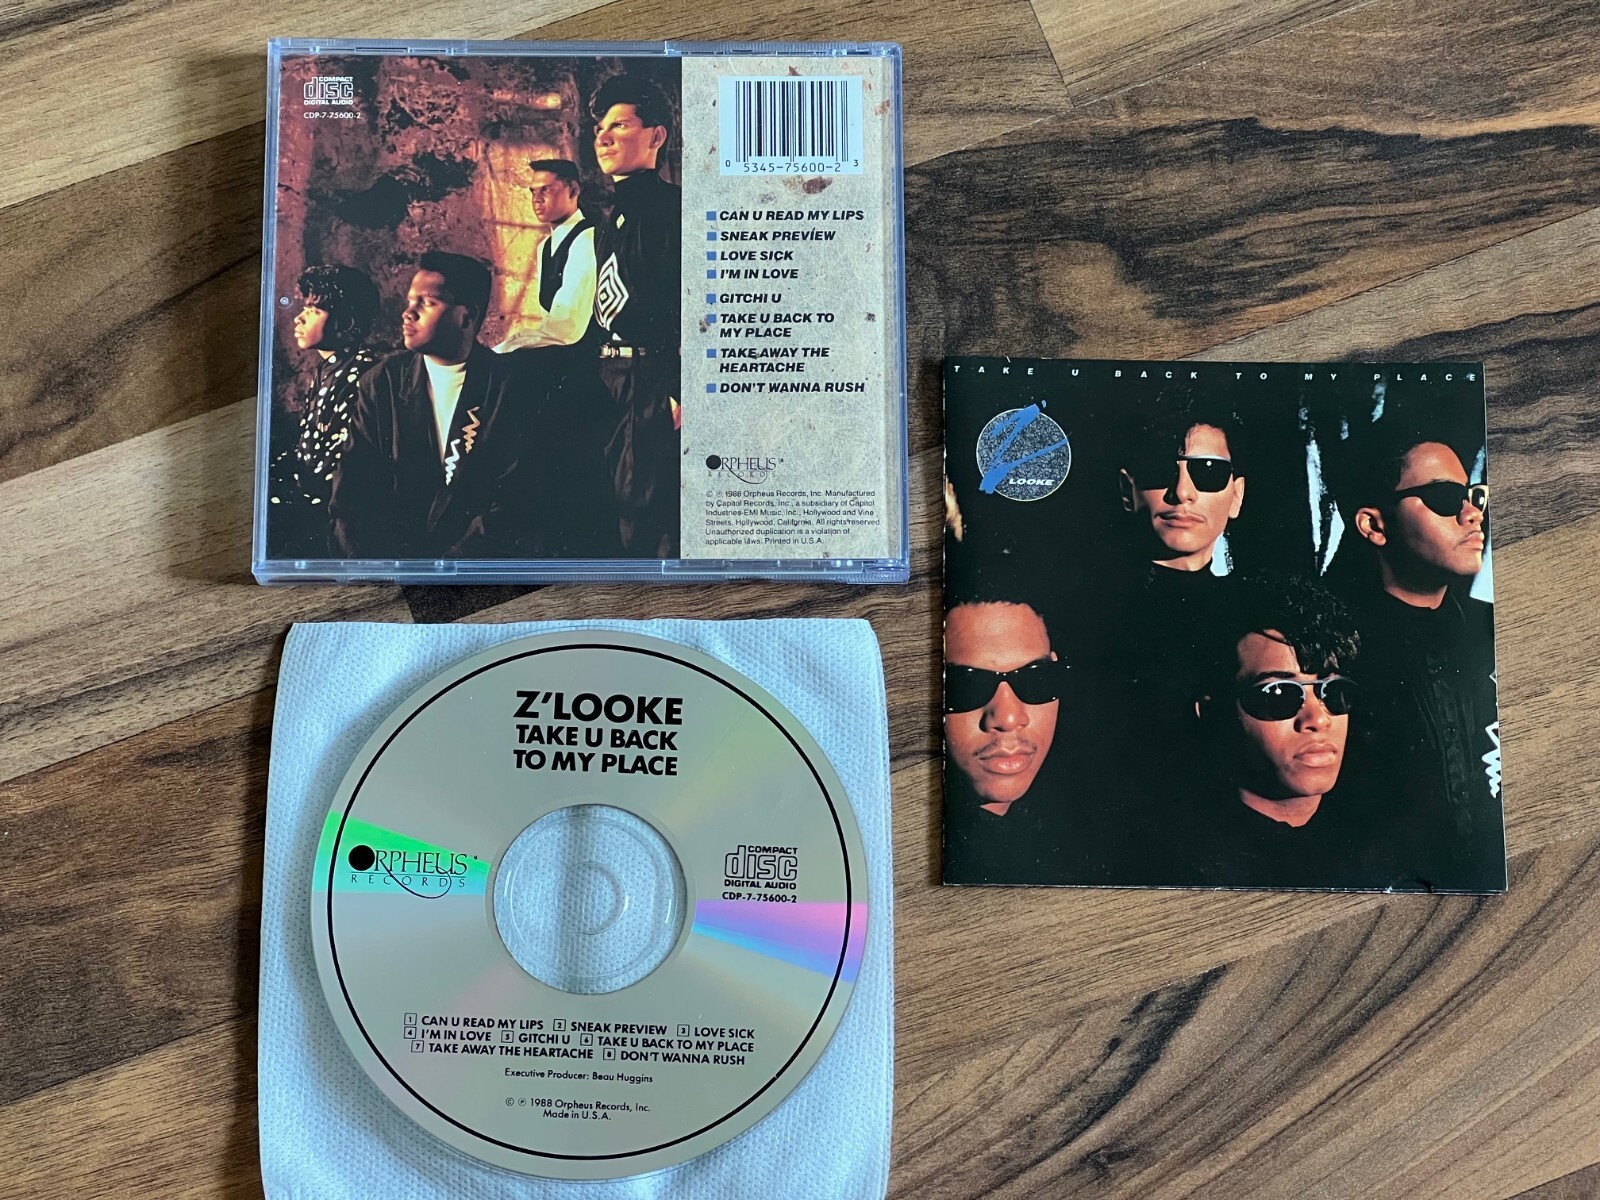 COMPACT
disc
DIGITAL AUDIO
CDP-7-75600-2
0 5345-75600-2 3
CAN U READ MY LIPS
SNEAK PREVIEW
LOVE SICK
I'M IN LOVE
GITCHI U
TAKE U BACK TO
MY PLACE
TAKE AWAY THE
HEARTACHE
DON'T WANNA RUSH
ORPHEUS
RECORDS
© ℗ 1988 Orpheus Records, Inc. Manufactured
by Capitol Records, Inc., a subsidiary of Capitol
Industries-EMI Music, Inc., Hollywood and Vine
Streets, Hollywood, California. All rights reserved.
Unauthorized duplication is a violation of
applicable laws. Printed in U.S.A.
TAKE U BACK TO MY PLACE
Z'
LOOKE
Z'LOOKE
TAKE U BACK
TO MY PLACE
ORPHEUS
RECORDS
COMPACT
disc
DIGITAL AUDIO
CDP-7-75600-2
1 CAN U READ MY LIPS 2 SNEAK PREVIEW 3 LOVE SICK
4 I'M IN LOVE 5 GITCHI U 6 TAKE U BACK TO MY PLACE
7 TAKE AWAY THE HEARTACHE 8 DON'T WANNA RUSH
Executive Producer: Beau Huggins
© ℗ 1988 Orpheus Records, Inc.
Made in U.S.A.